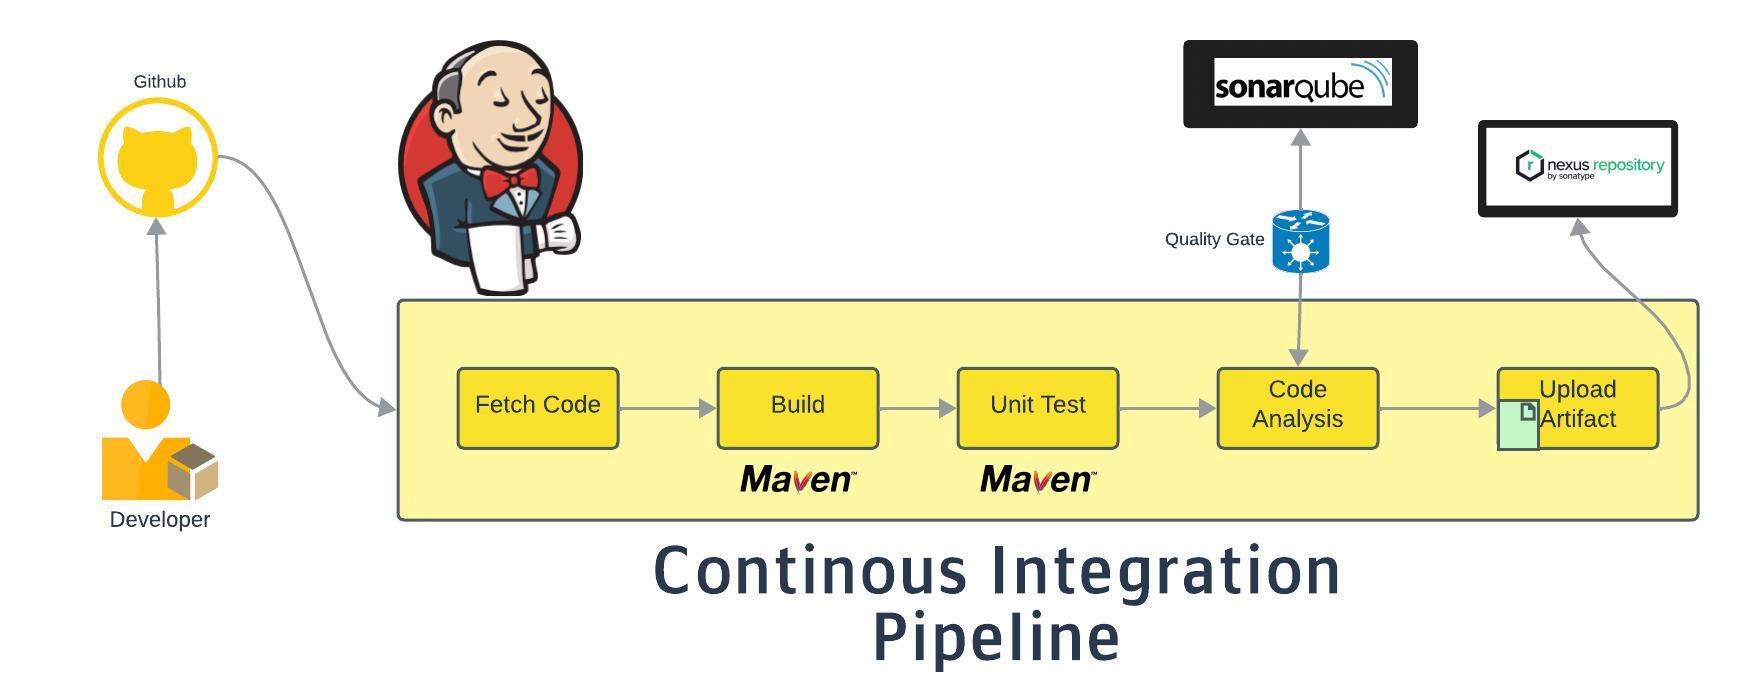 Github
sonarqube
nexus repository
by sonatype
Quality Gate
Fetch Code
Build
Unit Test
Code
Analysis
Upload
Artifact
Maven™
Maven™
Developer
Continous Integration
Pipeline